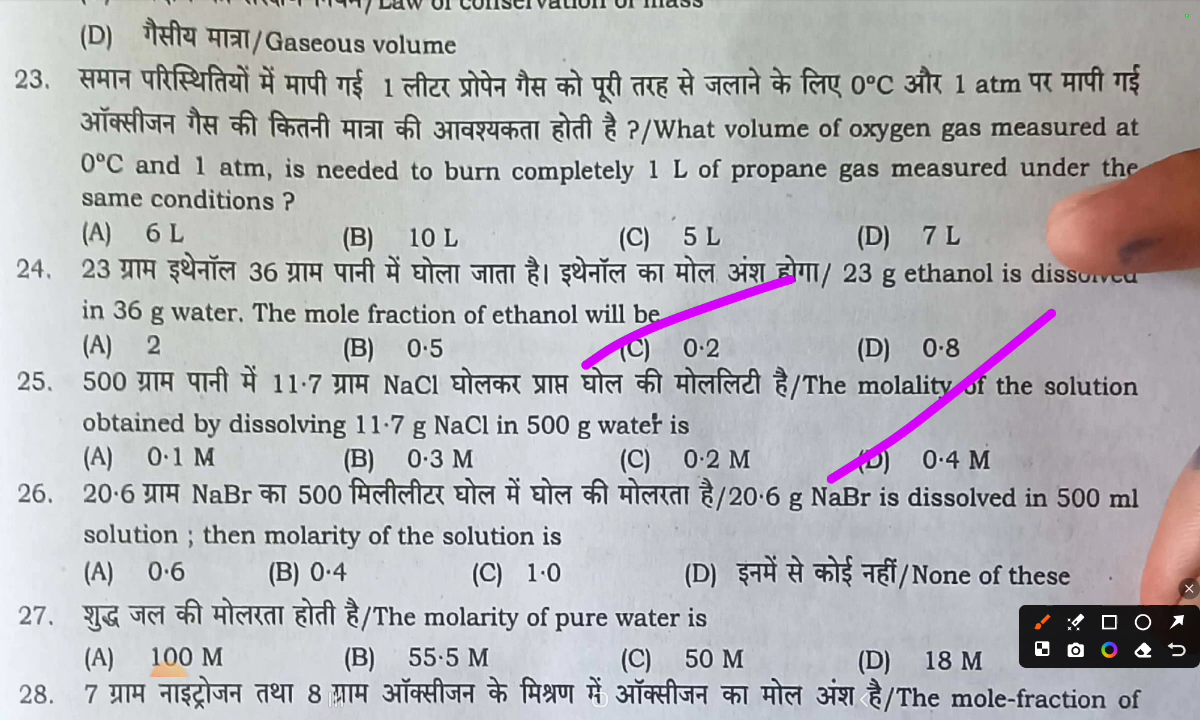 Law of conservation of mass
(D) गैसीय मात्रा/Gaseous volume
23. समान परिस्थितियों में मापी गई 1 लीटर प्रोपेन गैस को पूरी तरह से जलाने के लिए 0°C और 1 atm पर मापी गई
ऑक्सीजन गैस की कितनी मात्रा की आवश्यकता होती है ?/What volume of oxygen gas measured at
0°C and 1 atm, is needed to burn completely 1 L of propane gas measured under the
same conditions ?
(A) 6 L (B) 10 L (C) 5 L (D) 7 L
24. 23 ग्राम इथेनॉल 36 ग्राम पानी में घोला जाता है। इथेनॉल का मोल अंश होगा/ 23 g ethanol is dissolved
in 36 g water. The mole fraction of ethanol will be
(A) 2 (B) 0·5 (C) 0·2 (D) 0·8
25. 500 ग्राम पानी में 11·7 ग्राम NaCl घोलकर प्राप्त घोल की मोललिटी है/The molality of the solution
obtained by dissolving 11·7 g NaCl in 500 g water is
(A) 0·1 M (B) 0·3 M (C) 0·2 M (D) 0·4 M
26. 20·6 ग्राम NaBr का 500 मिलीलीटर घोल में घोल की मोलरता है/20·6 g NaBr is dissolved in 500 ml
solution ; then molarity of the solution is
(A) 0·6 (B) 0·4 (C) 1·0 (D) इनमें से कोई नहीं/None of these
27. शुद्ध जल की मोलरता होती है/The molarity of pure water is
(A) 100 M (B) 55·5 M (C) 50 M (D) 18 M
28. 7 ग्राम नाइट्रोजन तथा 8 ग्राम ऑक्सीजन के मिश्रण में ऑक्सीजन का मोल अंश है/The mole-fraction of